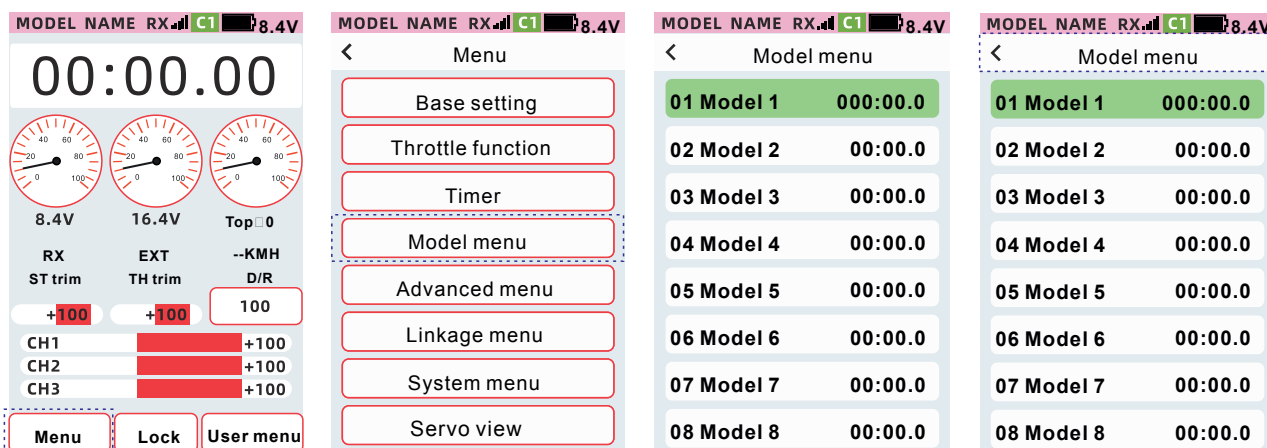 MODEL NAME RX C1 8.4V
00:00.00
0 20 40 60 80 100
0 20 40 60 80 100
0 20 40 60 80 100
8.4V 16.4V Top□0
RX EXT --KMH
ST trim TH trim D/R
+100 +100 100
CH1 +100
CH2 +100
CH3 +100
Menu Lock User menu
MODEL NAME RX C1 8.4V
< Menu
Base setting
Throttle function
Timer
Model menu
Advanced menu
Linkage menu
System menu
Servo view
MODEL NAME RX C1 8.4V
< Model menu
01 Model 1 000:00.0
02 Model 2 00:00.0
03 Model 3 00:00.0
04 Model 4 00:00.0
05 Model 5 00:00.0
06 Model 6 00:00.0
07 Model 7 00:00.0
08 Model 8 00:00.0
MODEL NAME RX C1 8.4V
< Model menu
01 Model 1 000:00.0
02 Model 2 00:00.0
03 Model 3 00:00.0
04 Model 4 00:00.0
05 Model 5 00:00.0
06 Model 6 00:00.0
07 Model 7 00:00.0
08 Model 8 00:00.0